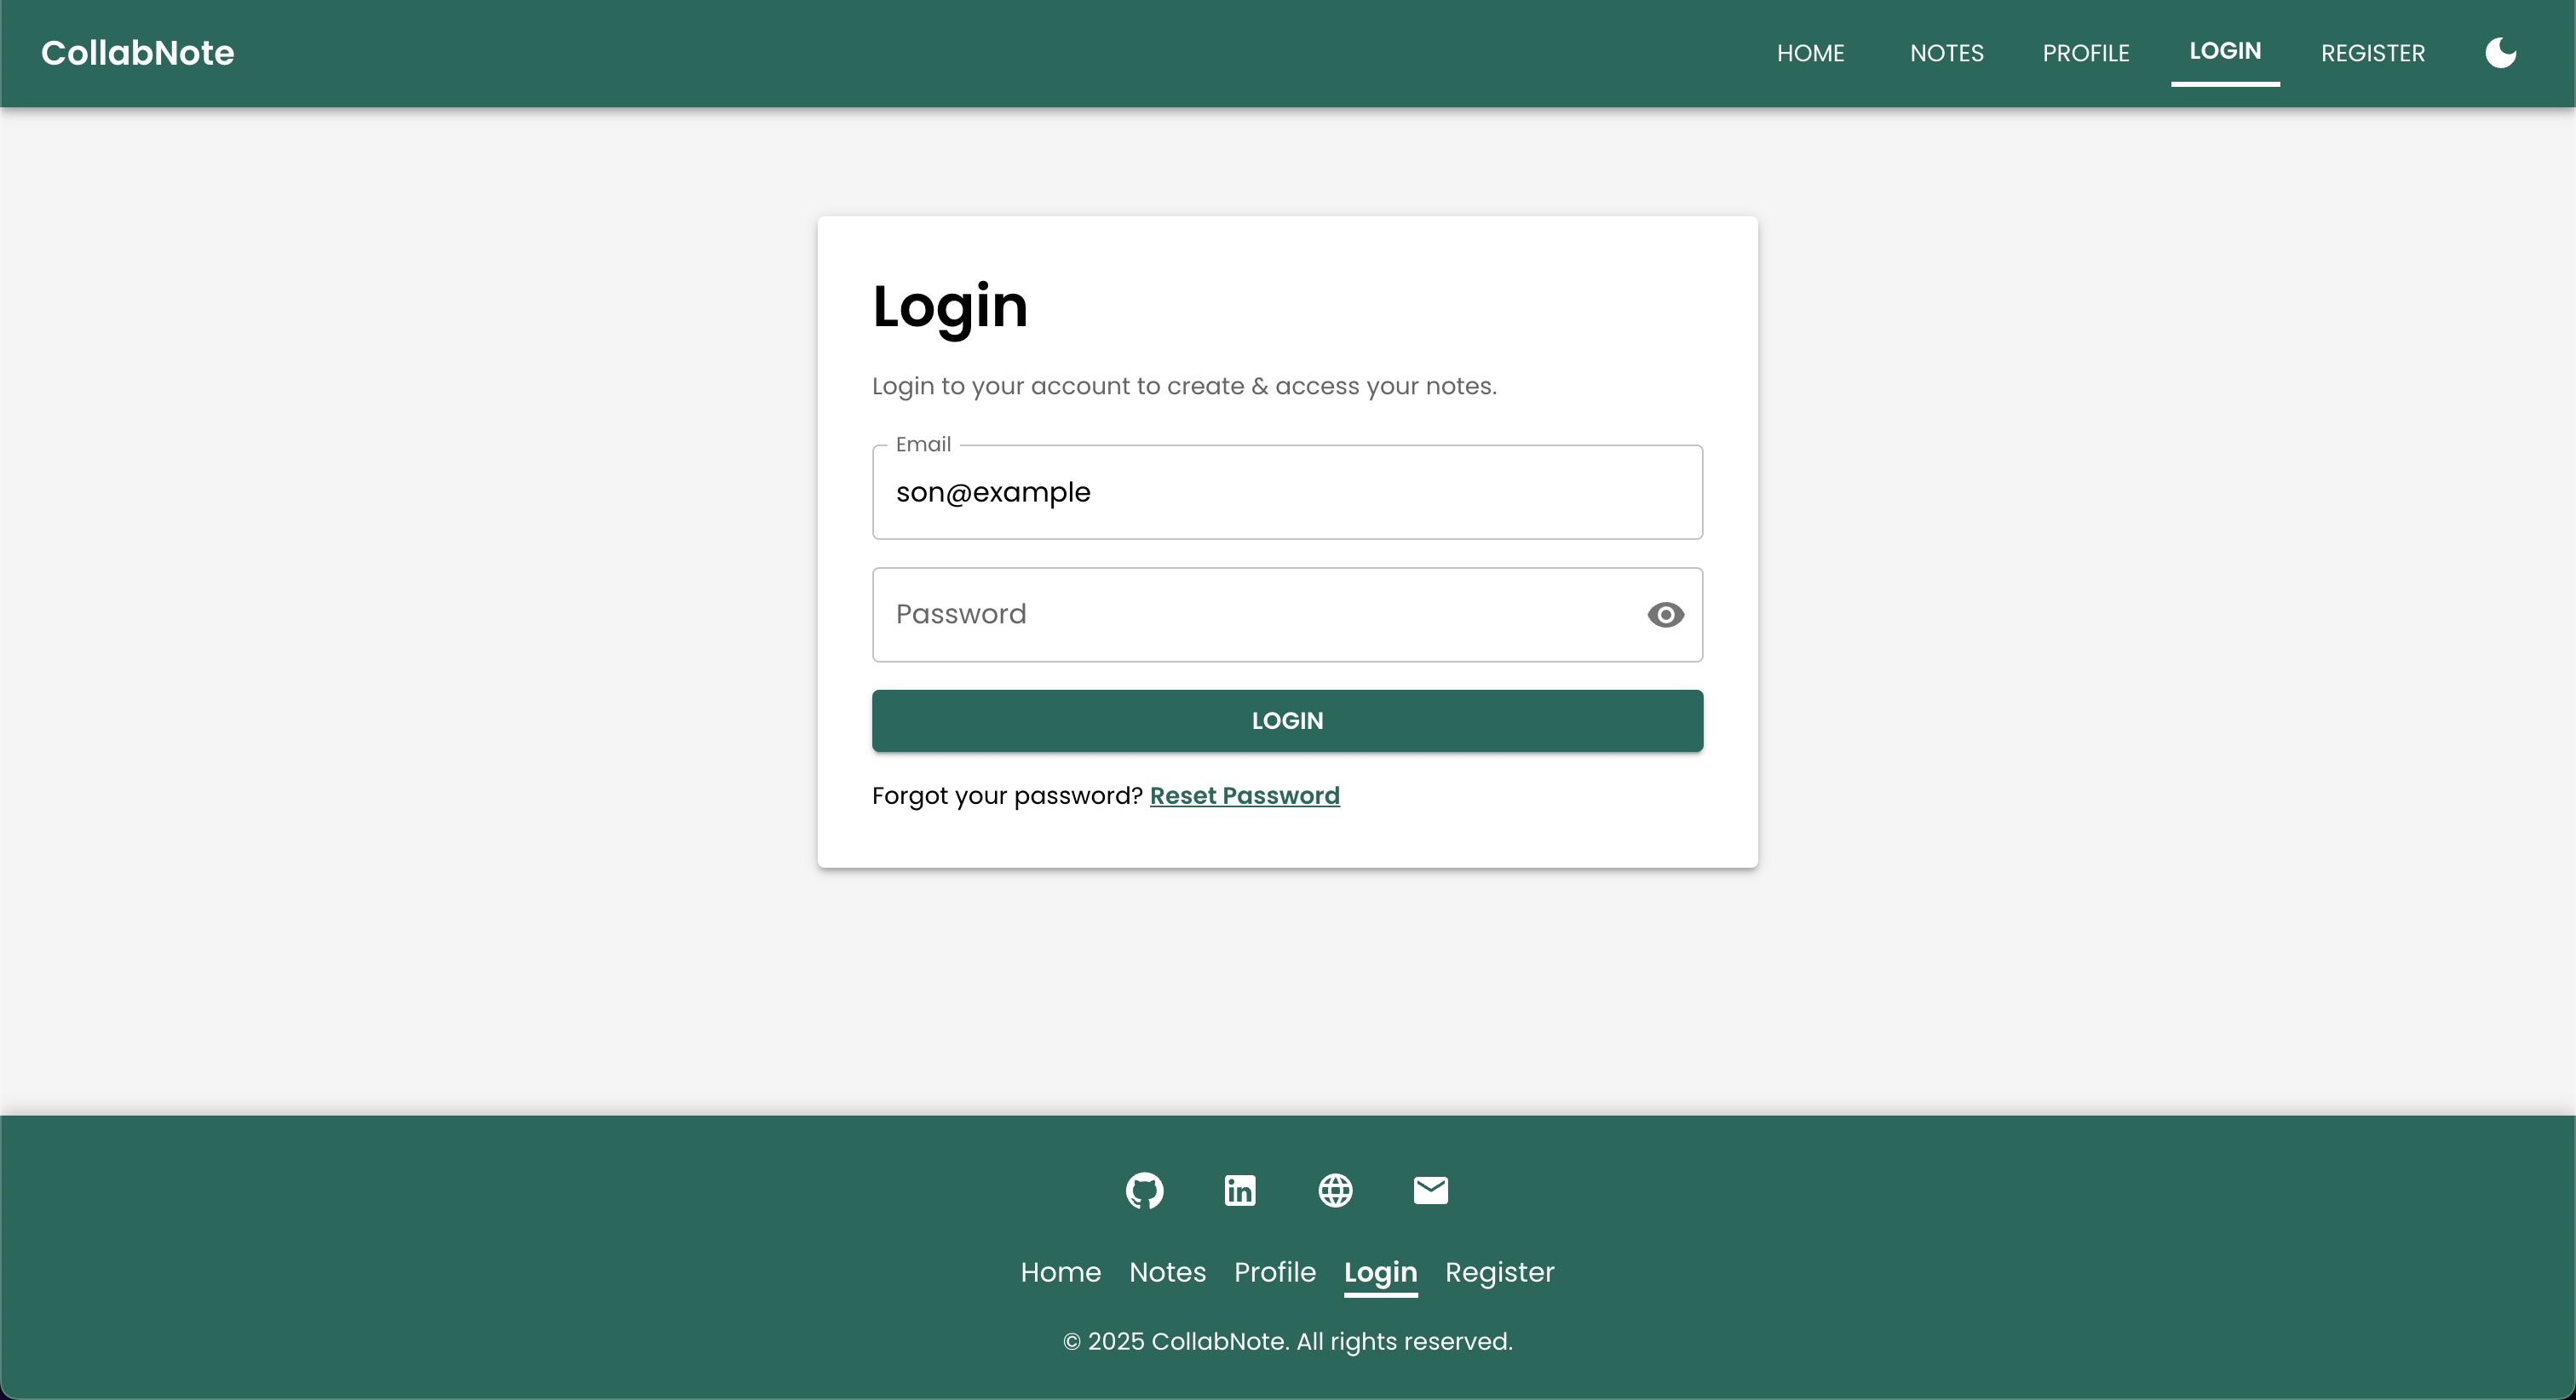 CollabNote
HOME NOTES PROFILE LOGIN REGISTER
Login
Login to your account to create & access your notes.
Email
son@example
Password
LOGIN
Forgot your password? Reset Password
Home Notes Profile Login Register
© 2025 CollabNote. All rights reserved.